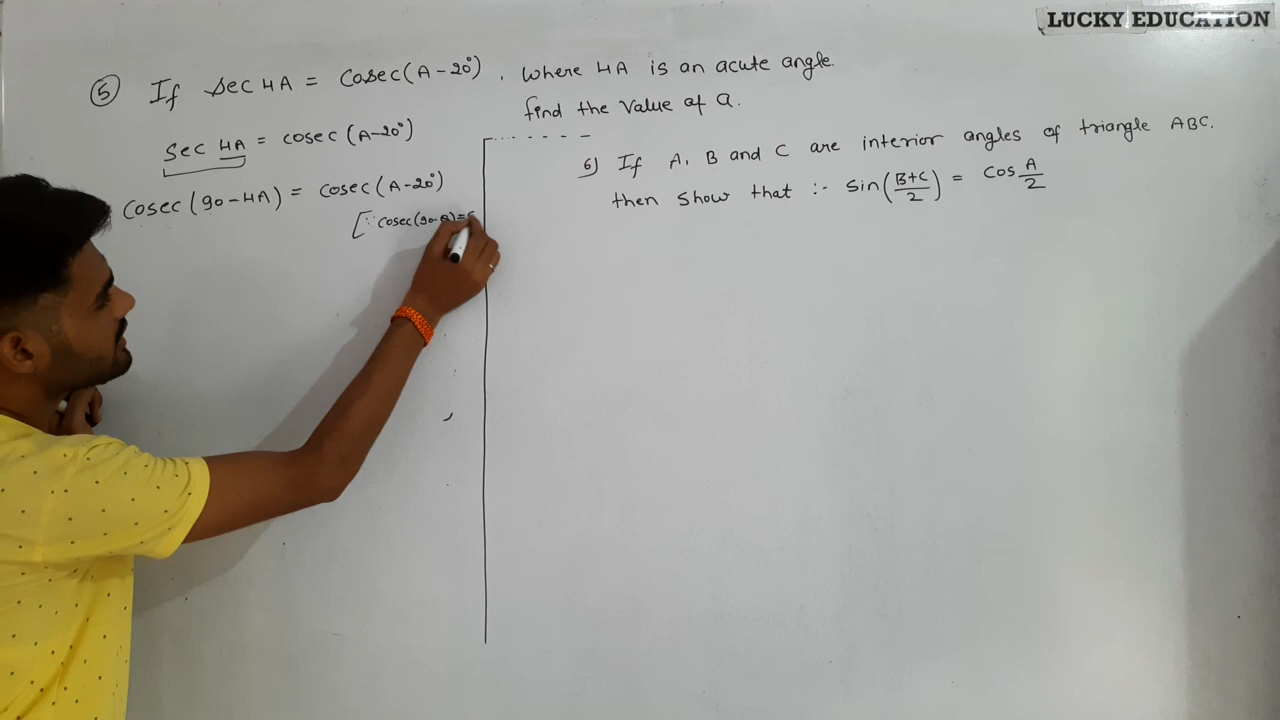 LUCKY EDUCATION
⑤ If sec 4A = cosec(A-20°), where 4A is an acute angle.
find the value of a.
sec 4A = cosec(A-20°)
cosec(90-4A) = cosec(A-20°)
[∵ cosec(90-θ)=
6) If A, B and C are interior angles of triangle ABC.
then show that :- sin(B+C/2) = cos A/2